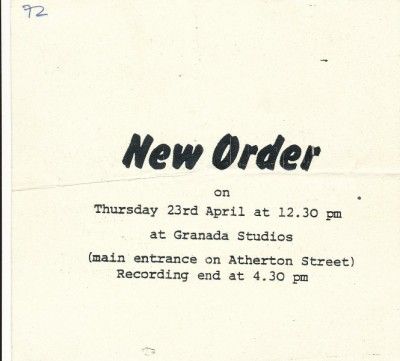 92
New Order
on
Thursday 23rd April at 12.30 pm
at Granada Studios
(main entrance on Atherton Street)
Recording end at 4.30 pm